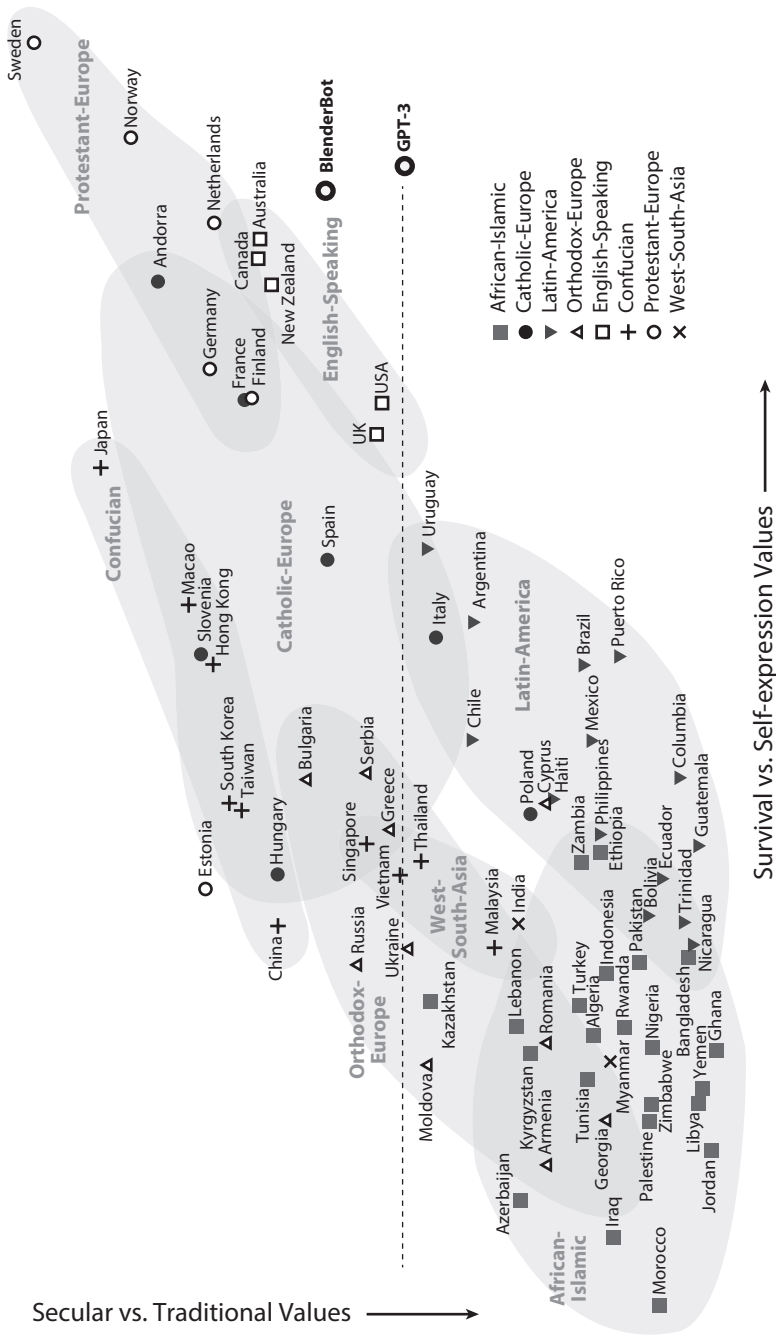 Sweden
Protestant-Europe
Norway
Netherlands
BlenderBot
GPT-3
Andorra
Australia
Canada
New Zealand
Germany
France
Finland
English-Speaking
USA
UK
Japan
Confucian
Catholic-Europe
Spain
Uruguay
Macao
Slovenia
Hong Kong
Italy
Argentina
Latin-America
Brazil
Puerto Rico
South Korea
Taiwan
Bulgaria
Serbia
Chile
Mexico
Columbia
Estonia
Hungary
Singapore
Greece
Vietnam
Thailand
Poland
Cyprus
Haiti
Philippines
Zambia
Ethiopia
Guatemala
Ecuador
Bolivia
Trinidad
Nicaragua
China
Russia
Ukraine
West-
South-Asia
Malaysia
India
Indonesia
Pakistan
Bangladesh
Orthodox-
Europe
Kazakhstan
Moldova
Lebanon
Romania
Turkey
Algeria
Rwanda
Nigeria
Ghana
Kyrgyzstan
Armenia
Tunisia
Myanmar
Georgia
Zimbabwe
Yemen
Palestine
Libya
Jordan
Azerbaijan
Iraq
African-
Islamic
Morocco
African-Islamic
Catholic-Europe
Latin-America
Orthodox-Europe
English-Speaking
Confucian
Protestant-Europe
West-South-Asia
Survival vs. Self-expression Values
Secular vs. Traditional Values